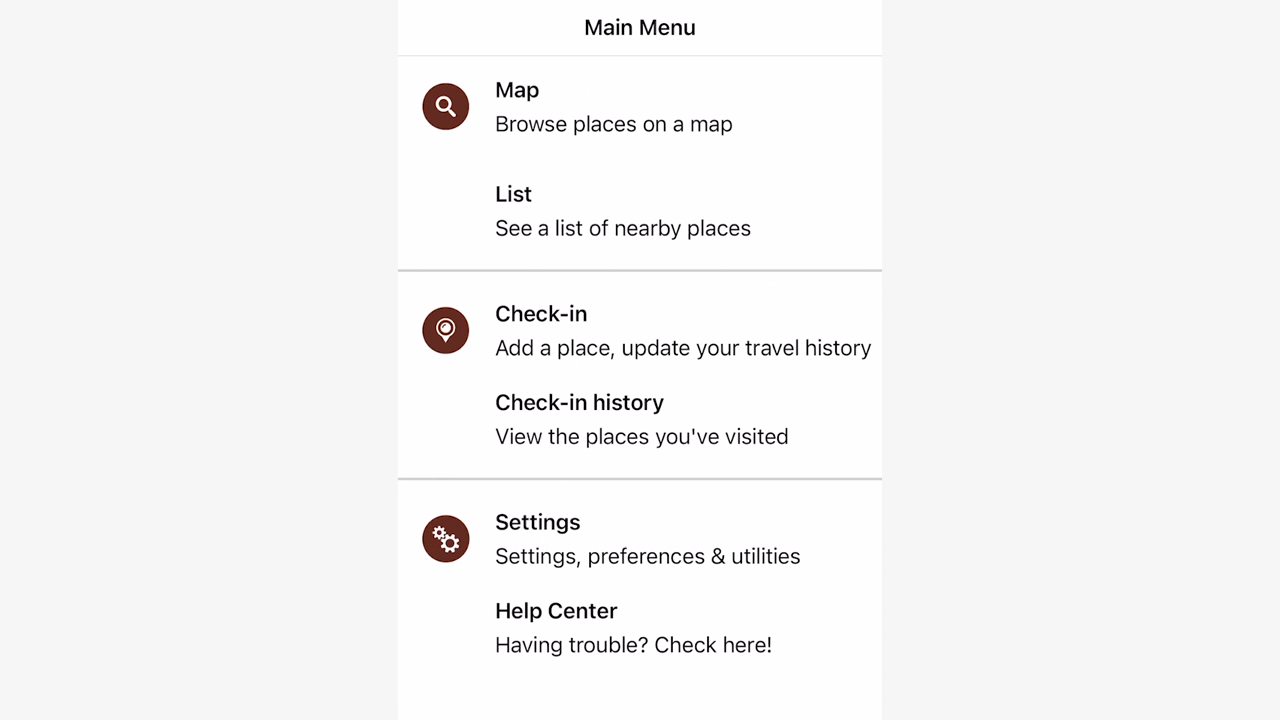 Main Menu
Map
Browse places on a map
List
See a list of nearby places
Check-in
Add a place, update your travel history
Check-in history
View the places you've visited
Settings
Settings, preferences & utilities
Help Center
Having trouble? Check here!